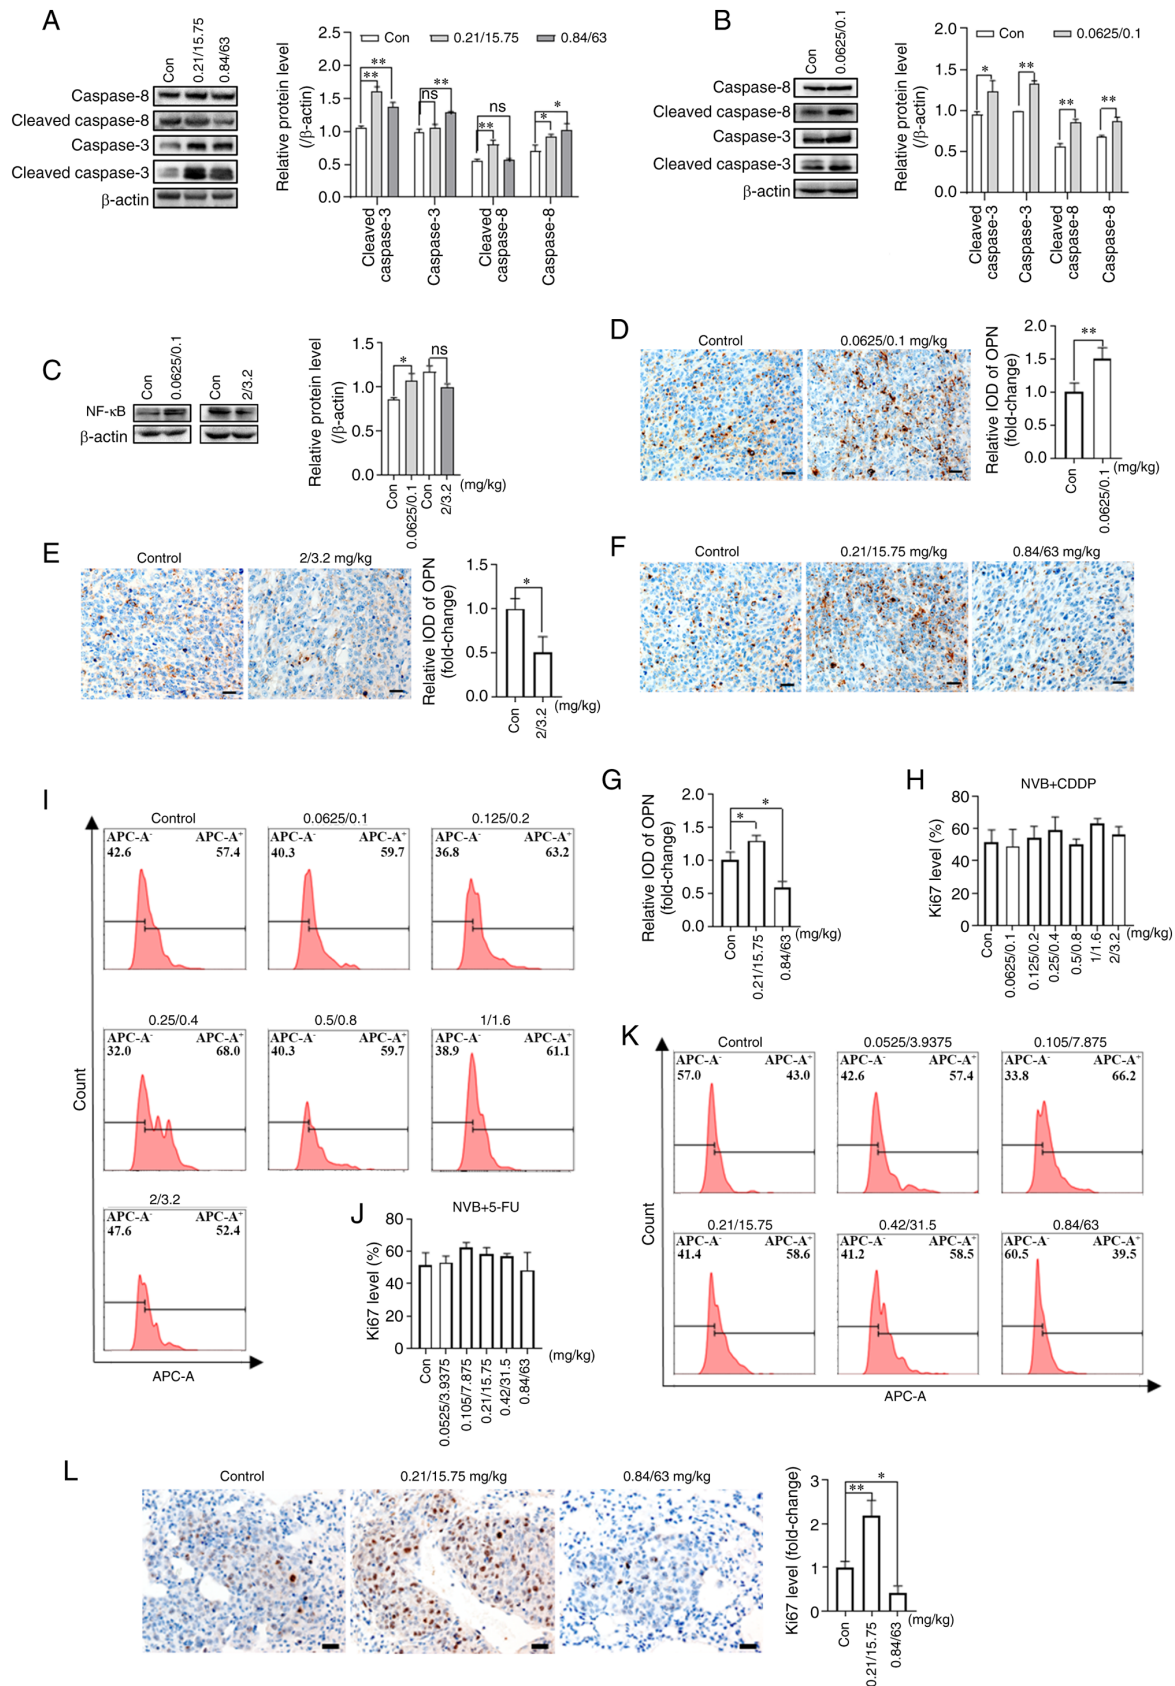 A
Con
0.21/15.75
0.84/63
Caspase-8
Cleaved caspase-8
Caspase-3
Cleaved caspase-3
β-actin
Relative protein level
(/β-actin)
2.5
2.0
1.5
1.0
0.5
0.0
Con
0.21/15.75
0.84/63
**
**
ns
**
**
ns
*
*
Cleaved
caspase-3
Caspase-3
Cleaved
caspase-8
Caspase-8
B
Con
0.0625/0.1
Caspase-8
Cleaved caspase-8
Caspase-3
Cleaved caspase-3
β-actin
Relative protein level
(/β-actin)
2.0
1.5
1.0
0.5
0.0
Con
0.0625/0.1
*
**
**
**
Cleaved
caspase-3
Caspase-3
Cleaved
caspase-8
Caspase-8
C
Con
0.0625/0.1
Con
2/3.2
NF-κB
β-actin
Relative protein level
(/β-actin)
1.5
1.0
0.5
0.0
*
ns
Con
0.0625/0.1
Con
2/3.2
(mg/kg)
D
Control
0.0625/0.1 mg/kg
Relative IOD of OPN
(fold-change)
2.0
1.5
1.0
0.5
0.0
**
Con
0.0625/0.1
(mg/kg)
E
Control
2/3.2 mg/kg
Relative IOD of OPN
(fold-change)
1.5
1.0
0.5
0.0
*
Con
2/3.2
(mg/kg)
F
Control
0.21/15.75 mg/kg
0.84/63 mg/kg
G
Relative IOD of OPN
(fold-change)
2.0
1.5
1.0
0.5
0.0
*
*
Con
0.21/15.75
0.84/63
(mg/kg)
H
NVB+CDDP
Ki67 level (%)
80
60
40
20
0
Con
0.0625/0.1
0.125/0.2
0.25/0.4
0.5/0.8
1/1.6
2/3.2
(mg/kg)
I
Control
APC-A⁻ APC-A⁺
42.6 57.4
0.0625/0.1
APC-A⁻ APC-A⁺
40.3 59.7
0.125/0.2
APC-A⁻ APC-A⁺
36.8 63.2
0.25/0.4
APC-A⁻ APC-A⁺
32.0 68.0
0.5/0.8
APC-A⁻ APC-A⁺
40.3 59.7
1/1.6
APC-A⁻ APC-A⁺
38.9 61.1
2/3.2
APC-A⁻ APC-A⁺
47.6 52.4
Count
APC-A
J
NVB+5-FU
Ki67 level (%)
80
60
40
20
0
Con
0.0525/3.9375
0.105/7.875
0.21/15.75
0.42/31.5
0.84/63
(mg/kg)
K
Control
APC-A⁻ APC-A⁺
57.0 43.0
0.0525/3.9375
APC-A⁻ APC-A⁺
42.6 57.4
0.105/7.875
APC-A⁻ APC-A⁺
33.8 66.2
0.21/15.75
APC-A⁻ APC-A⁺
41.4 58.6
0.42/31.5
APC-A⁻ APC-A⁺
41.2 58.5
0.84/63
APC-A⁻ APC-A⁺
60.5 39.5
Count
APC-A
L
Control
0.21/15.75 mg/kg
0.84/63 mg/kg
Ki67 level (fold-change)
3
2
1
0
**
*
Con
0.21/15.75
0.84/63
(mg/kg)